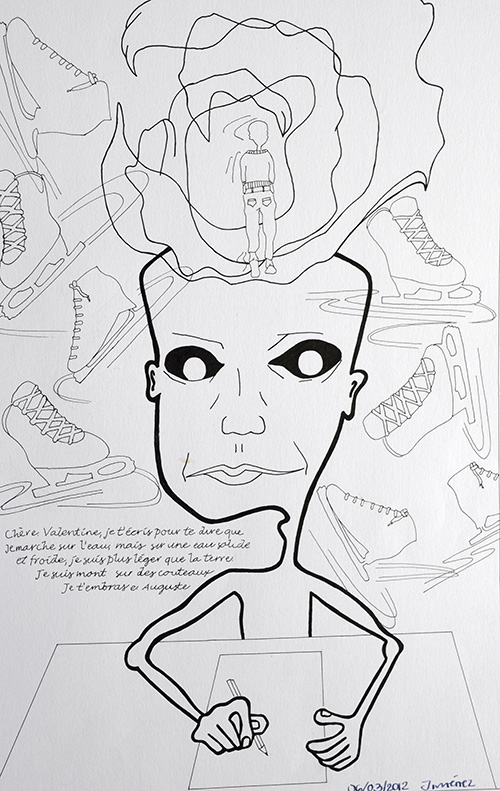 Chère Valentine, je t'écris pour te dire que
je marche sur l'eau, mais sur une eau solide
et froide, je suis plus léger que la terre.
Je suis mont sur des couteaux
Je t'embras e Auguste
06/03/2012 Jiménez